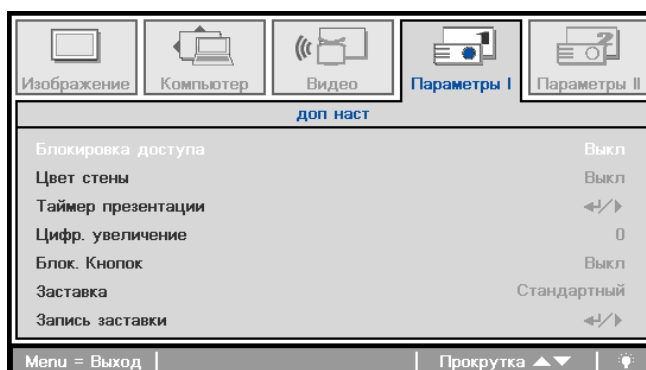 Изображение Компьютер Видео Параметры I Параметры II
доп наст
Блокировка доступа Выкл
Цвет стены Выкл
Таймер презентации ↵/▶
Цифр. увеличение 0
Блок. Кнопок Выкл
Заставка Стандартный
Запись заставки ↵/▶
Menu = Выход Прокрутка ▲▼